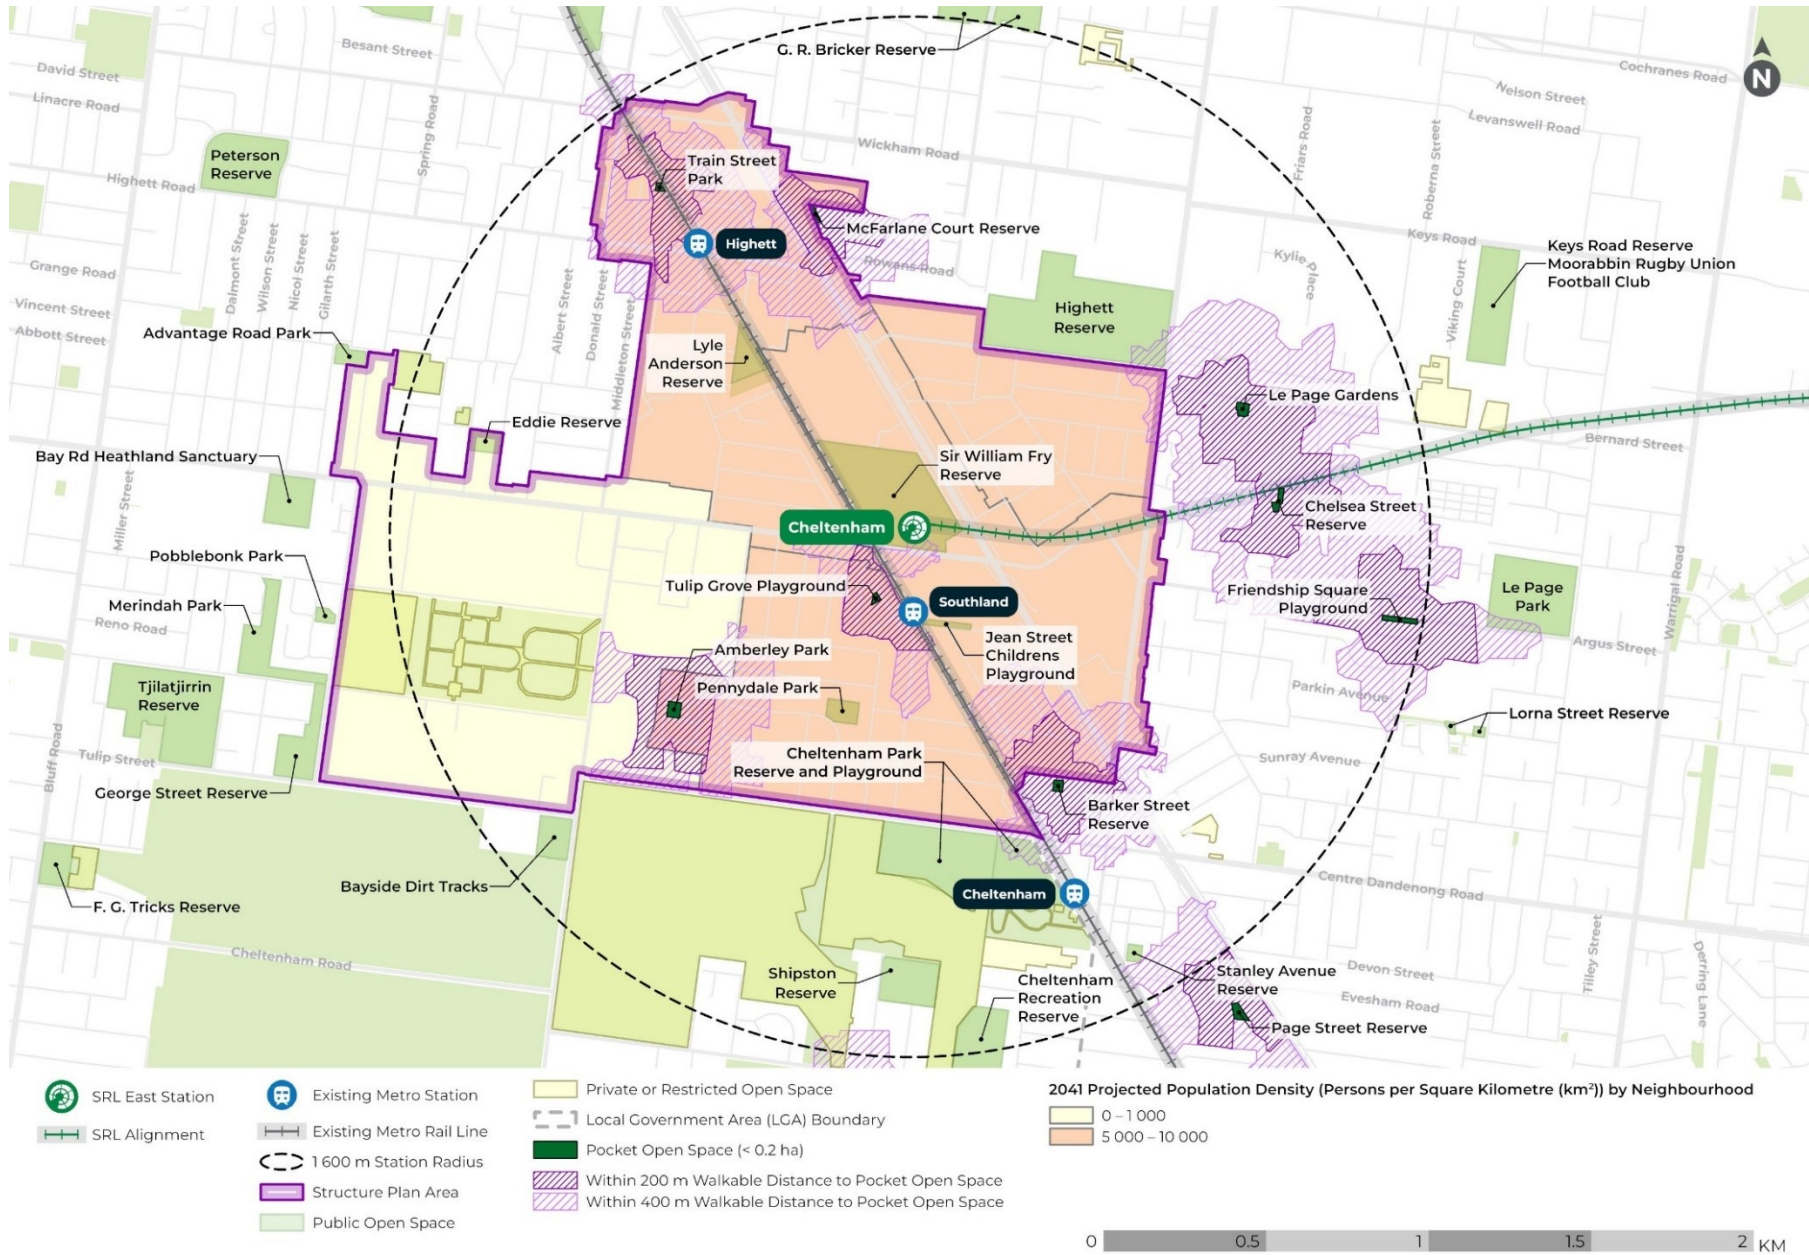 G. R. Bricker Reserve
Besant Street
David Street
Linacre Road
Cochranes Road
Nelson Street
Levanswell Road
N
Spring Road
Friars Road
Roberna Street
Wickham Road
Peterson
Reserve
Train Street
Park
Highett Road
McFarlane Court Reserve
Keys Road
Highett
Keys Road Reserve
Moorabbin Rugby Union
Football Club
Dalmont Street
Wilson Street
Nicol Street
Gilarth Street
Grange Road
Rowans Road
Kylie Place
Viking Court
Vincent Street
Abbott Street
Albert Street
Donald Street
Middleton Street
Highett
Reserve
Advantage Road Park
Lyle
Anderson
Reserve
Le Page Gardens
Eddie Reserve
Bernard Street
Bay Rd Heathland Sanctuary
Sir William Fry
Reserve
Miller Street
Cheltenham
Chelsea Street
Reserve
Pobblebonk Park
Tulip Grove Playground
Southland
Friendship Square
Playground
Le Page
Park
Warrigal Road
Merindah Park
Reno Road
Jean Street
Childrens
Playground
Argus Street
Amberley Park
Tjilatjirrin
Reserve
Pennydale Park
Parkin Avenue
Lorna Street Reserve
Bluff Road
Tulip Street
Cheltenham Park
Reserve and Playground
Sunray Avenue
George Street Reserve
Barker Street
Reserve
Bayside Dirt Tracks
Centre Dandenong Road
Cheltenham
F. G. Tricks Reserve
Tilley Street
Derring Lane
Cheltenham Road
Shipston
Reserve
Cheltenham
Recreation
Reserve
Stanley Avenue
Reserve
Devon Street
Evesham Road
Page Street Reserve
SRL East Station
SRL Alignment
Existing Metro Station
Existing Metro Rail Line
1 600 m Station Radius
Structure Plan Area
Public Open Space
Private or Restricted Open Space
Local Government Area (LGA) Boundary
Pocket Open Space (< 0.2 ha)
Within 200 m Walkable Distance to Pocket Open Space
Within 400 m Walkable Distance to Pocket Open Space
2041 Projected Population Density (Persons per Square Kilometre (km²)) by Neighbourhood
0 – 1 000
5 000 – 10 000
0 0.5 1 1.5 2 KM